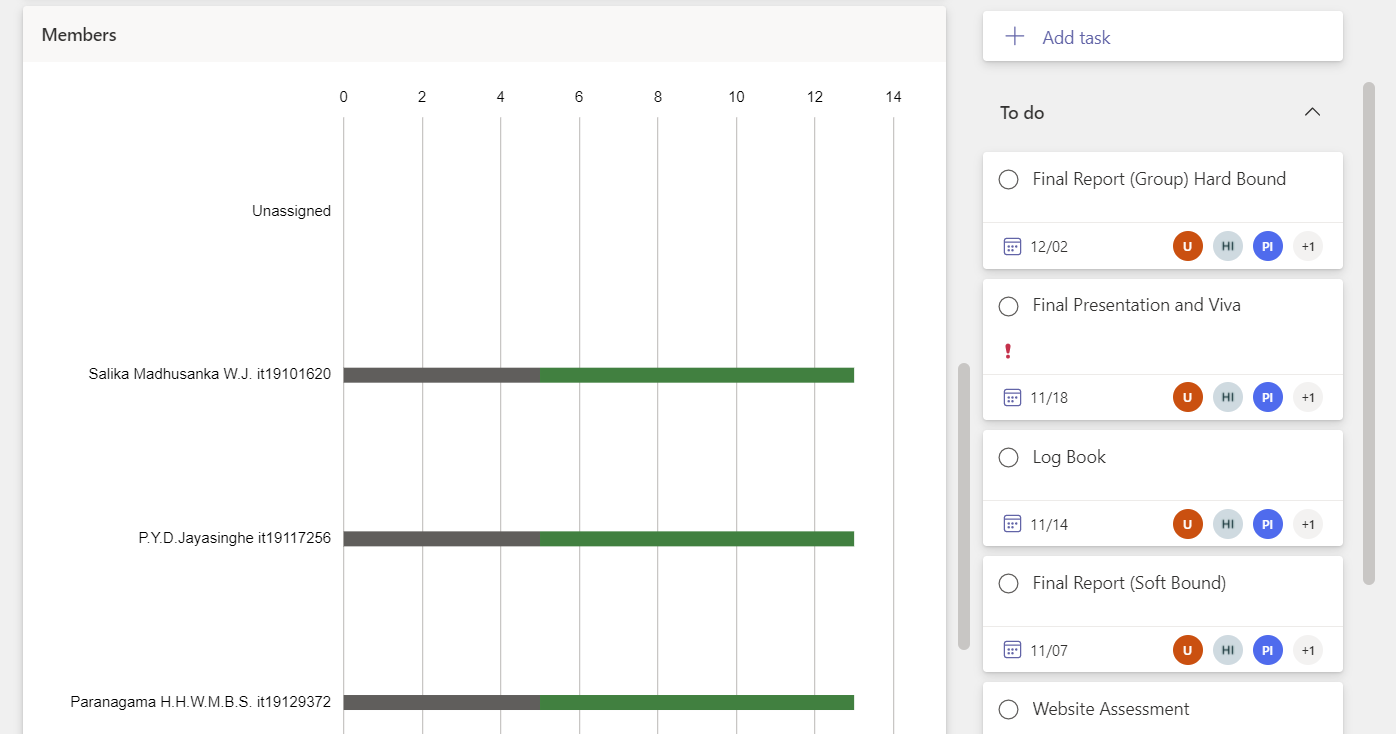 Members
0 2 4 6 8 10 12 14
Unassigned
Salika Madhusanka W.J. it19101620
P.Y.D.Jayasinghe it19117256
Paranagama H.H.W.M.B.S. it19129372
Add task
To do
Final Report (Group) Hard Bound
12/02 U HI PI +1
Final Presentation and Viva
11/18 U HI PI +1
Log Book
11/14 U HI PI +1
Final Report (Soft Bound)
11/07 U HI PI +1
Website Assessment